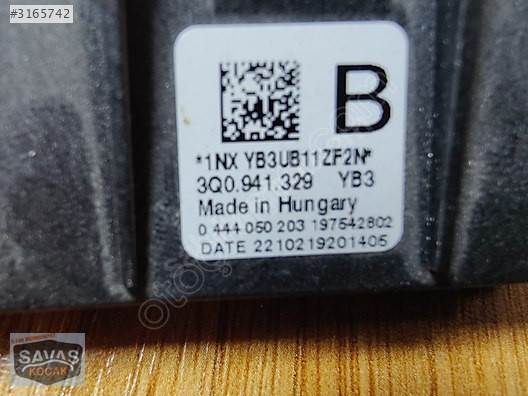 #3165742
B
*1NX YB3UB11ZF2N*
3Q0.941.329 YB3
Made in Hungary
0 444 050 203 197542802
DATE 2210219201405
SAVAŞ
KOÇAK